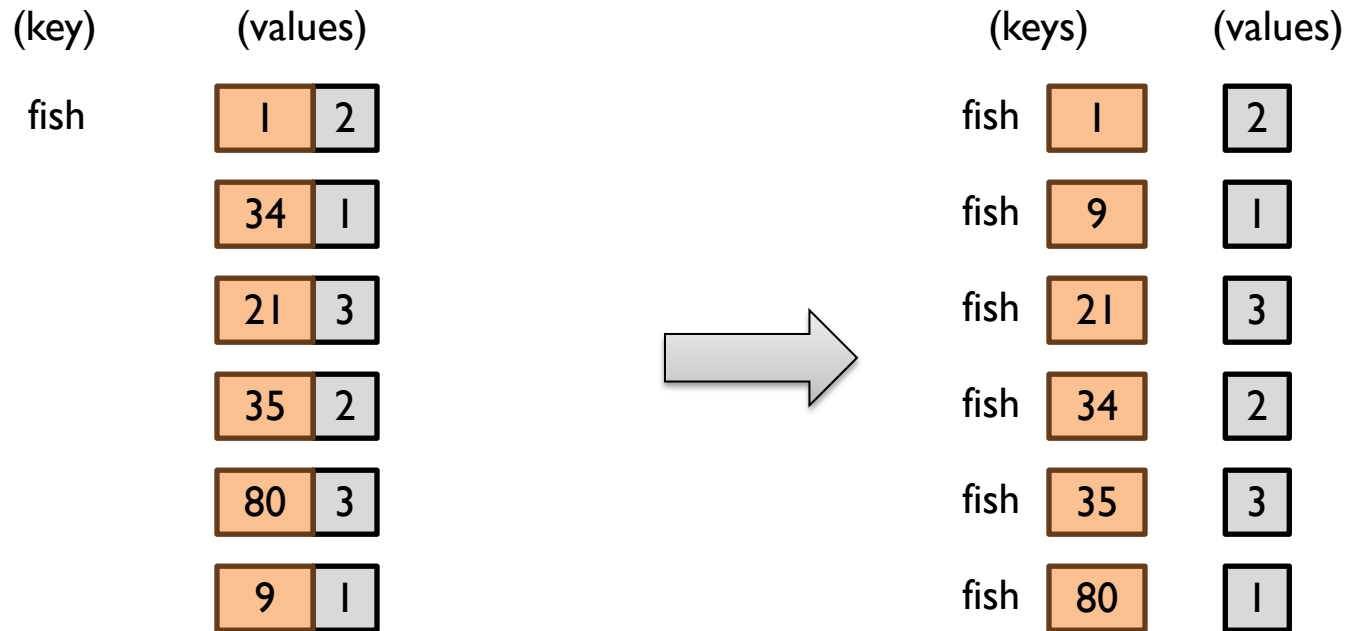 (key) (values) (keys) (values)
fish 1 2 fish 1 2
34 1 fish 9 1
21 3 fish 21 3
35 2 fish 34 2
80 3 fish 35 3
9 1 fish 80 1